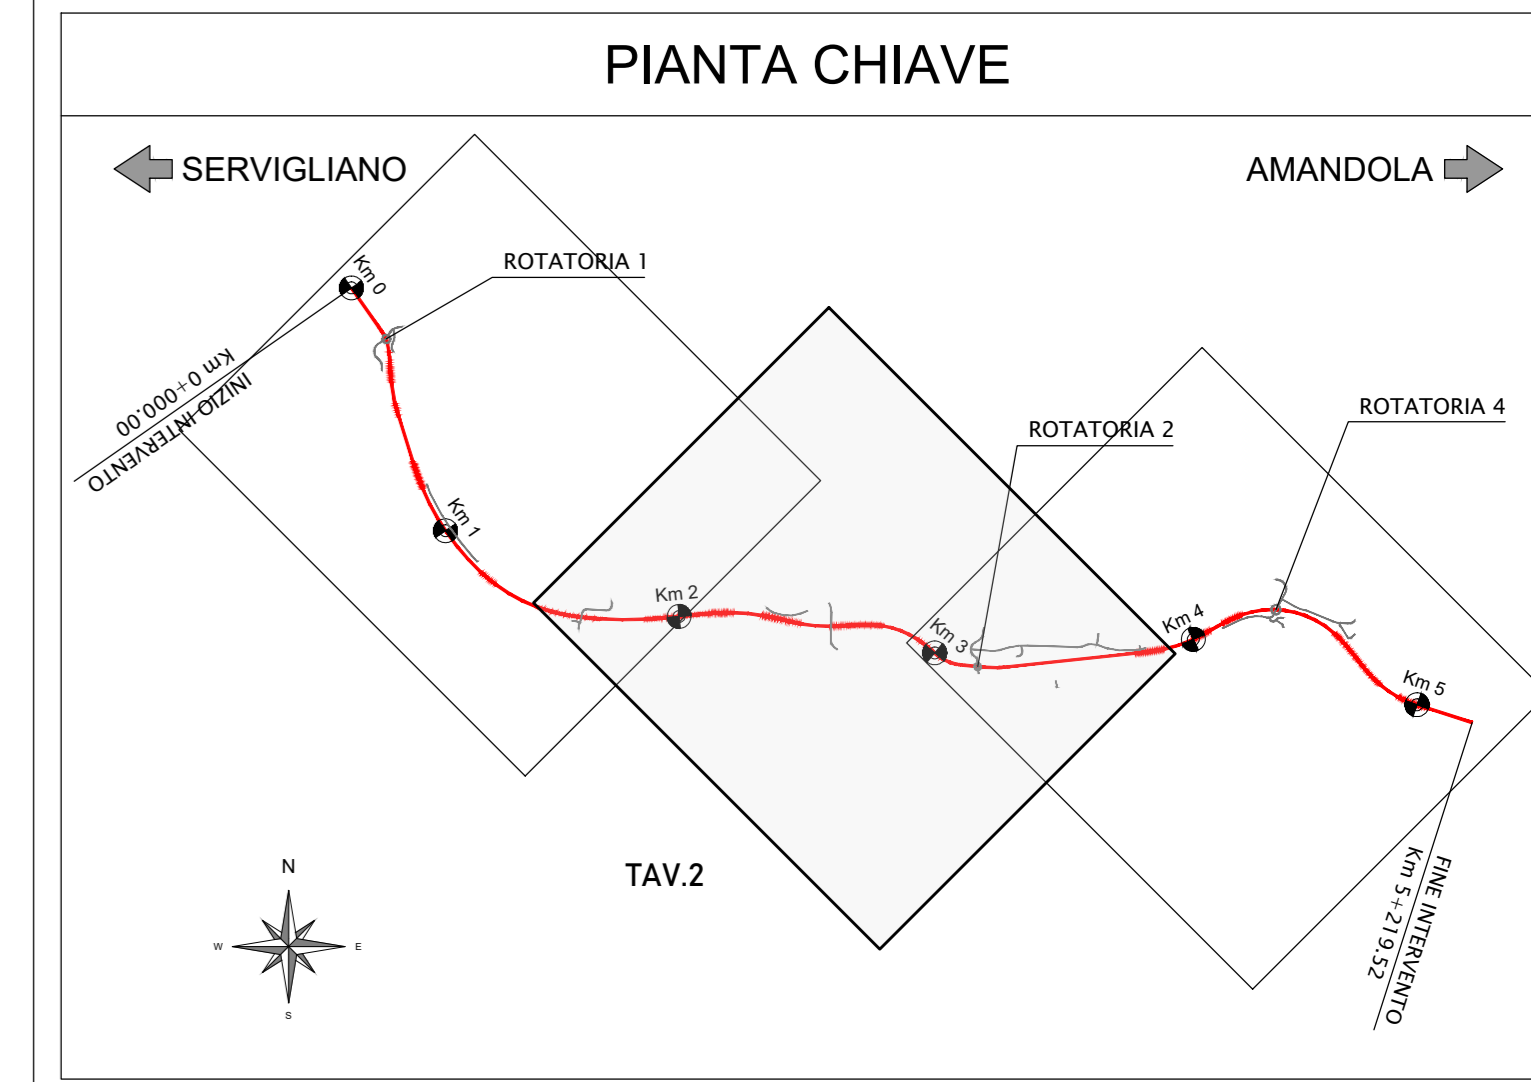 PIANTA CHIAVE
SERVIGLIANO
AMANDOLA
Km 0
ROTATORIA 1
Km 0+000.00
INIZIO INTERVENTO
ROTATORIA 4
ROTATORIA 2
Km 1
Km 2
Km 3
Km 4
Km 5
TAV.2
FINE INTERVENTO
Km 5+219.52
N
W
E
S